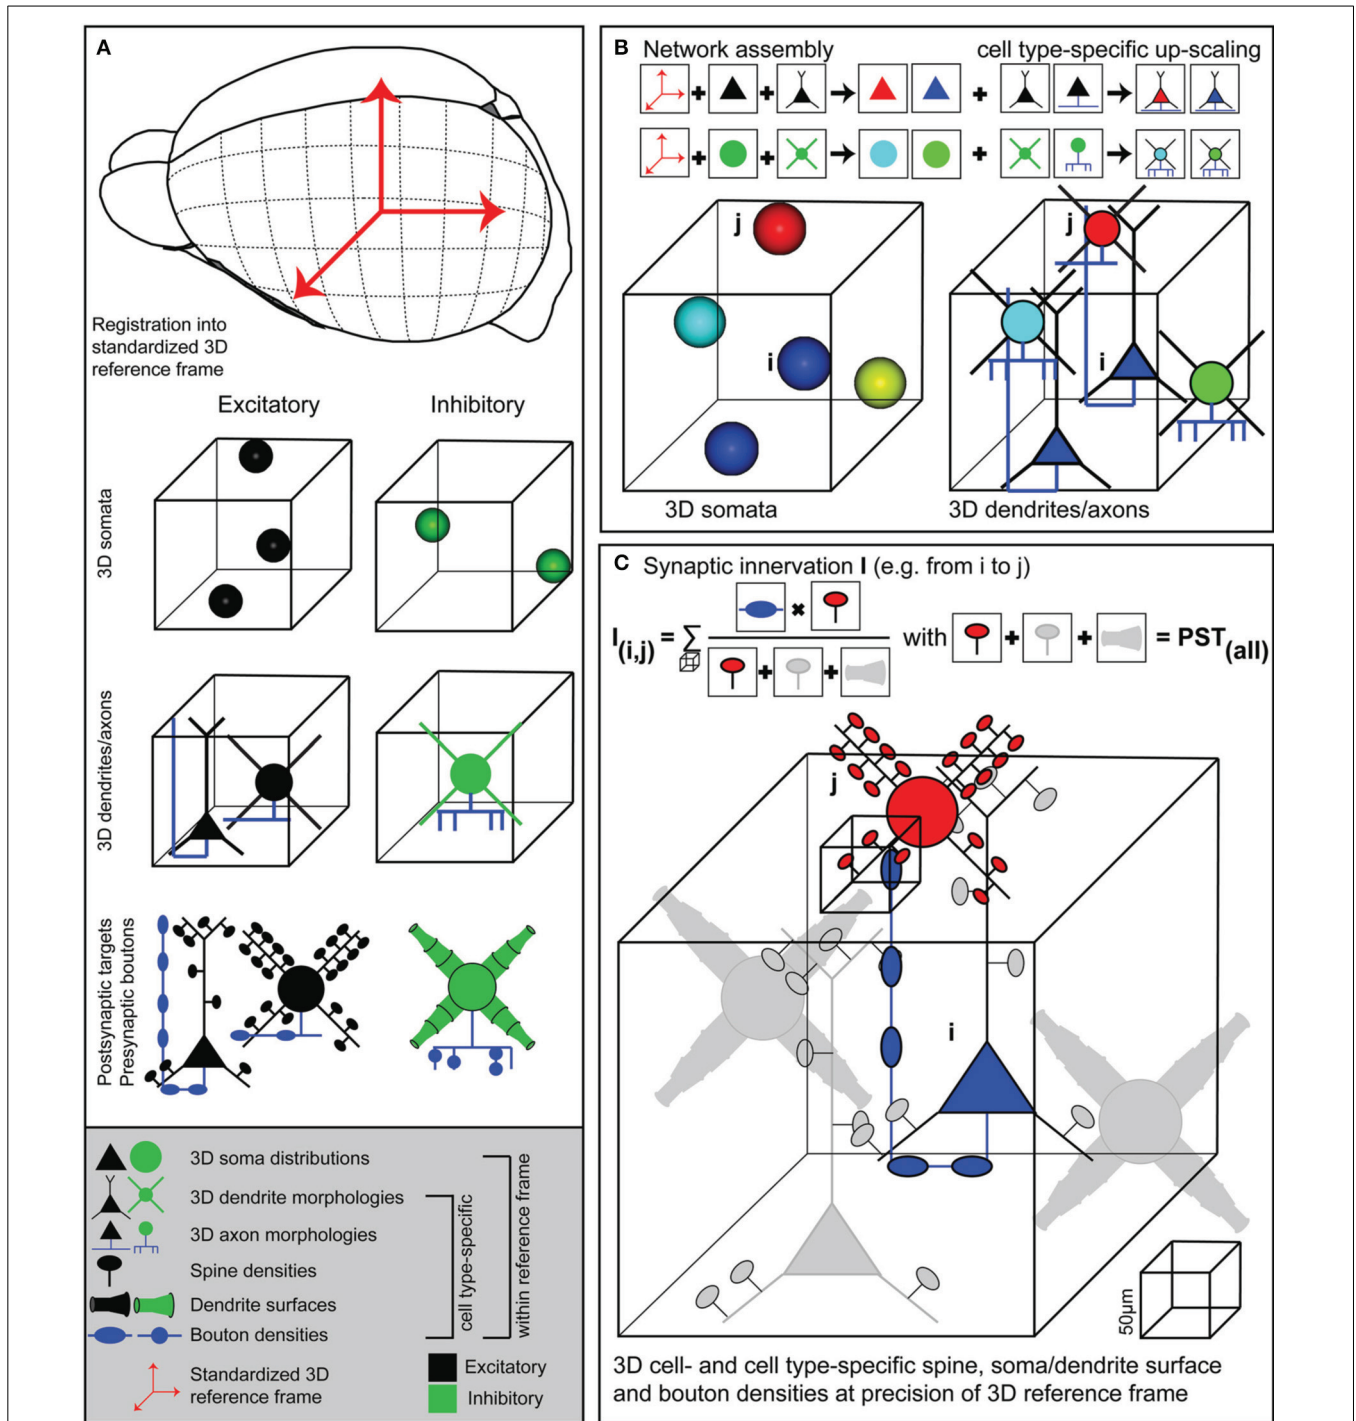 A
Registration into
standardized 3D
reference frame
Excitatory
Inhibitory
3D somata
3D dendrites/axons
Postsynaptic targets
Presynaptic boutons
3D soma distributions
3D dendrite morphologies
3D axon morphologies
Spine densities
Dendrite surfaces
Bouton densities
cell type-specific
within reference frame
Standardized 3D
reference frame
Excitatory
Inhibitory
B
Network assembly
cell type-specific up-scaling
j
i
3D somata
j
i
3D dendrites/axons
C
Synaptic innervation I (e.g. from i to j)
I(i,j) = ∑ with = PST(all)
j
i
50µm
3D cell- and cell type-specific spine, soma/dendrite surface
and bouton densities at precision of 3D reference frame